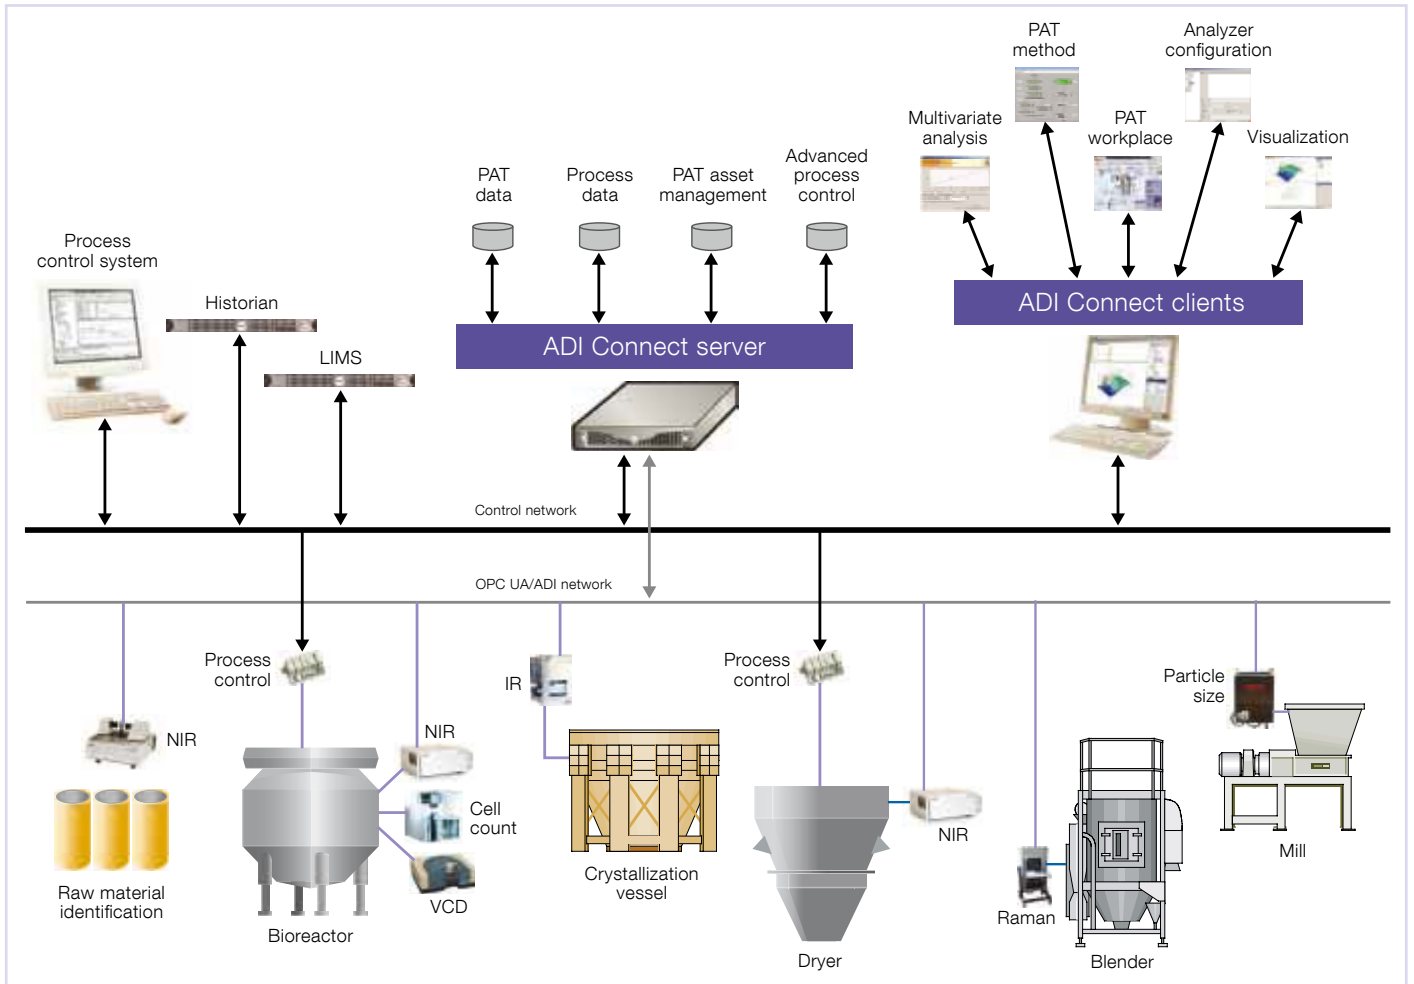 PAT
method
Analyzer
configuration
Multivariate
analysis
PAT
workplace
Visualization
PAT
data
Process
data
PAT asset
management
Advanced
process
control
Process
control system
Historian
LIMS
ADI Connect server
ADI Connect clients
Control network
OPC UA/ADI network
Process
control
IR
Process
control
Particle
size
NIR
NIR
Cell
count
VCD
NIR
Raw material
identification
Bioreactor
Crystallization
vessel
Dryer
Raman
Blender
Mill